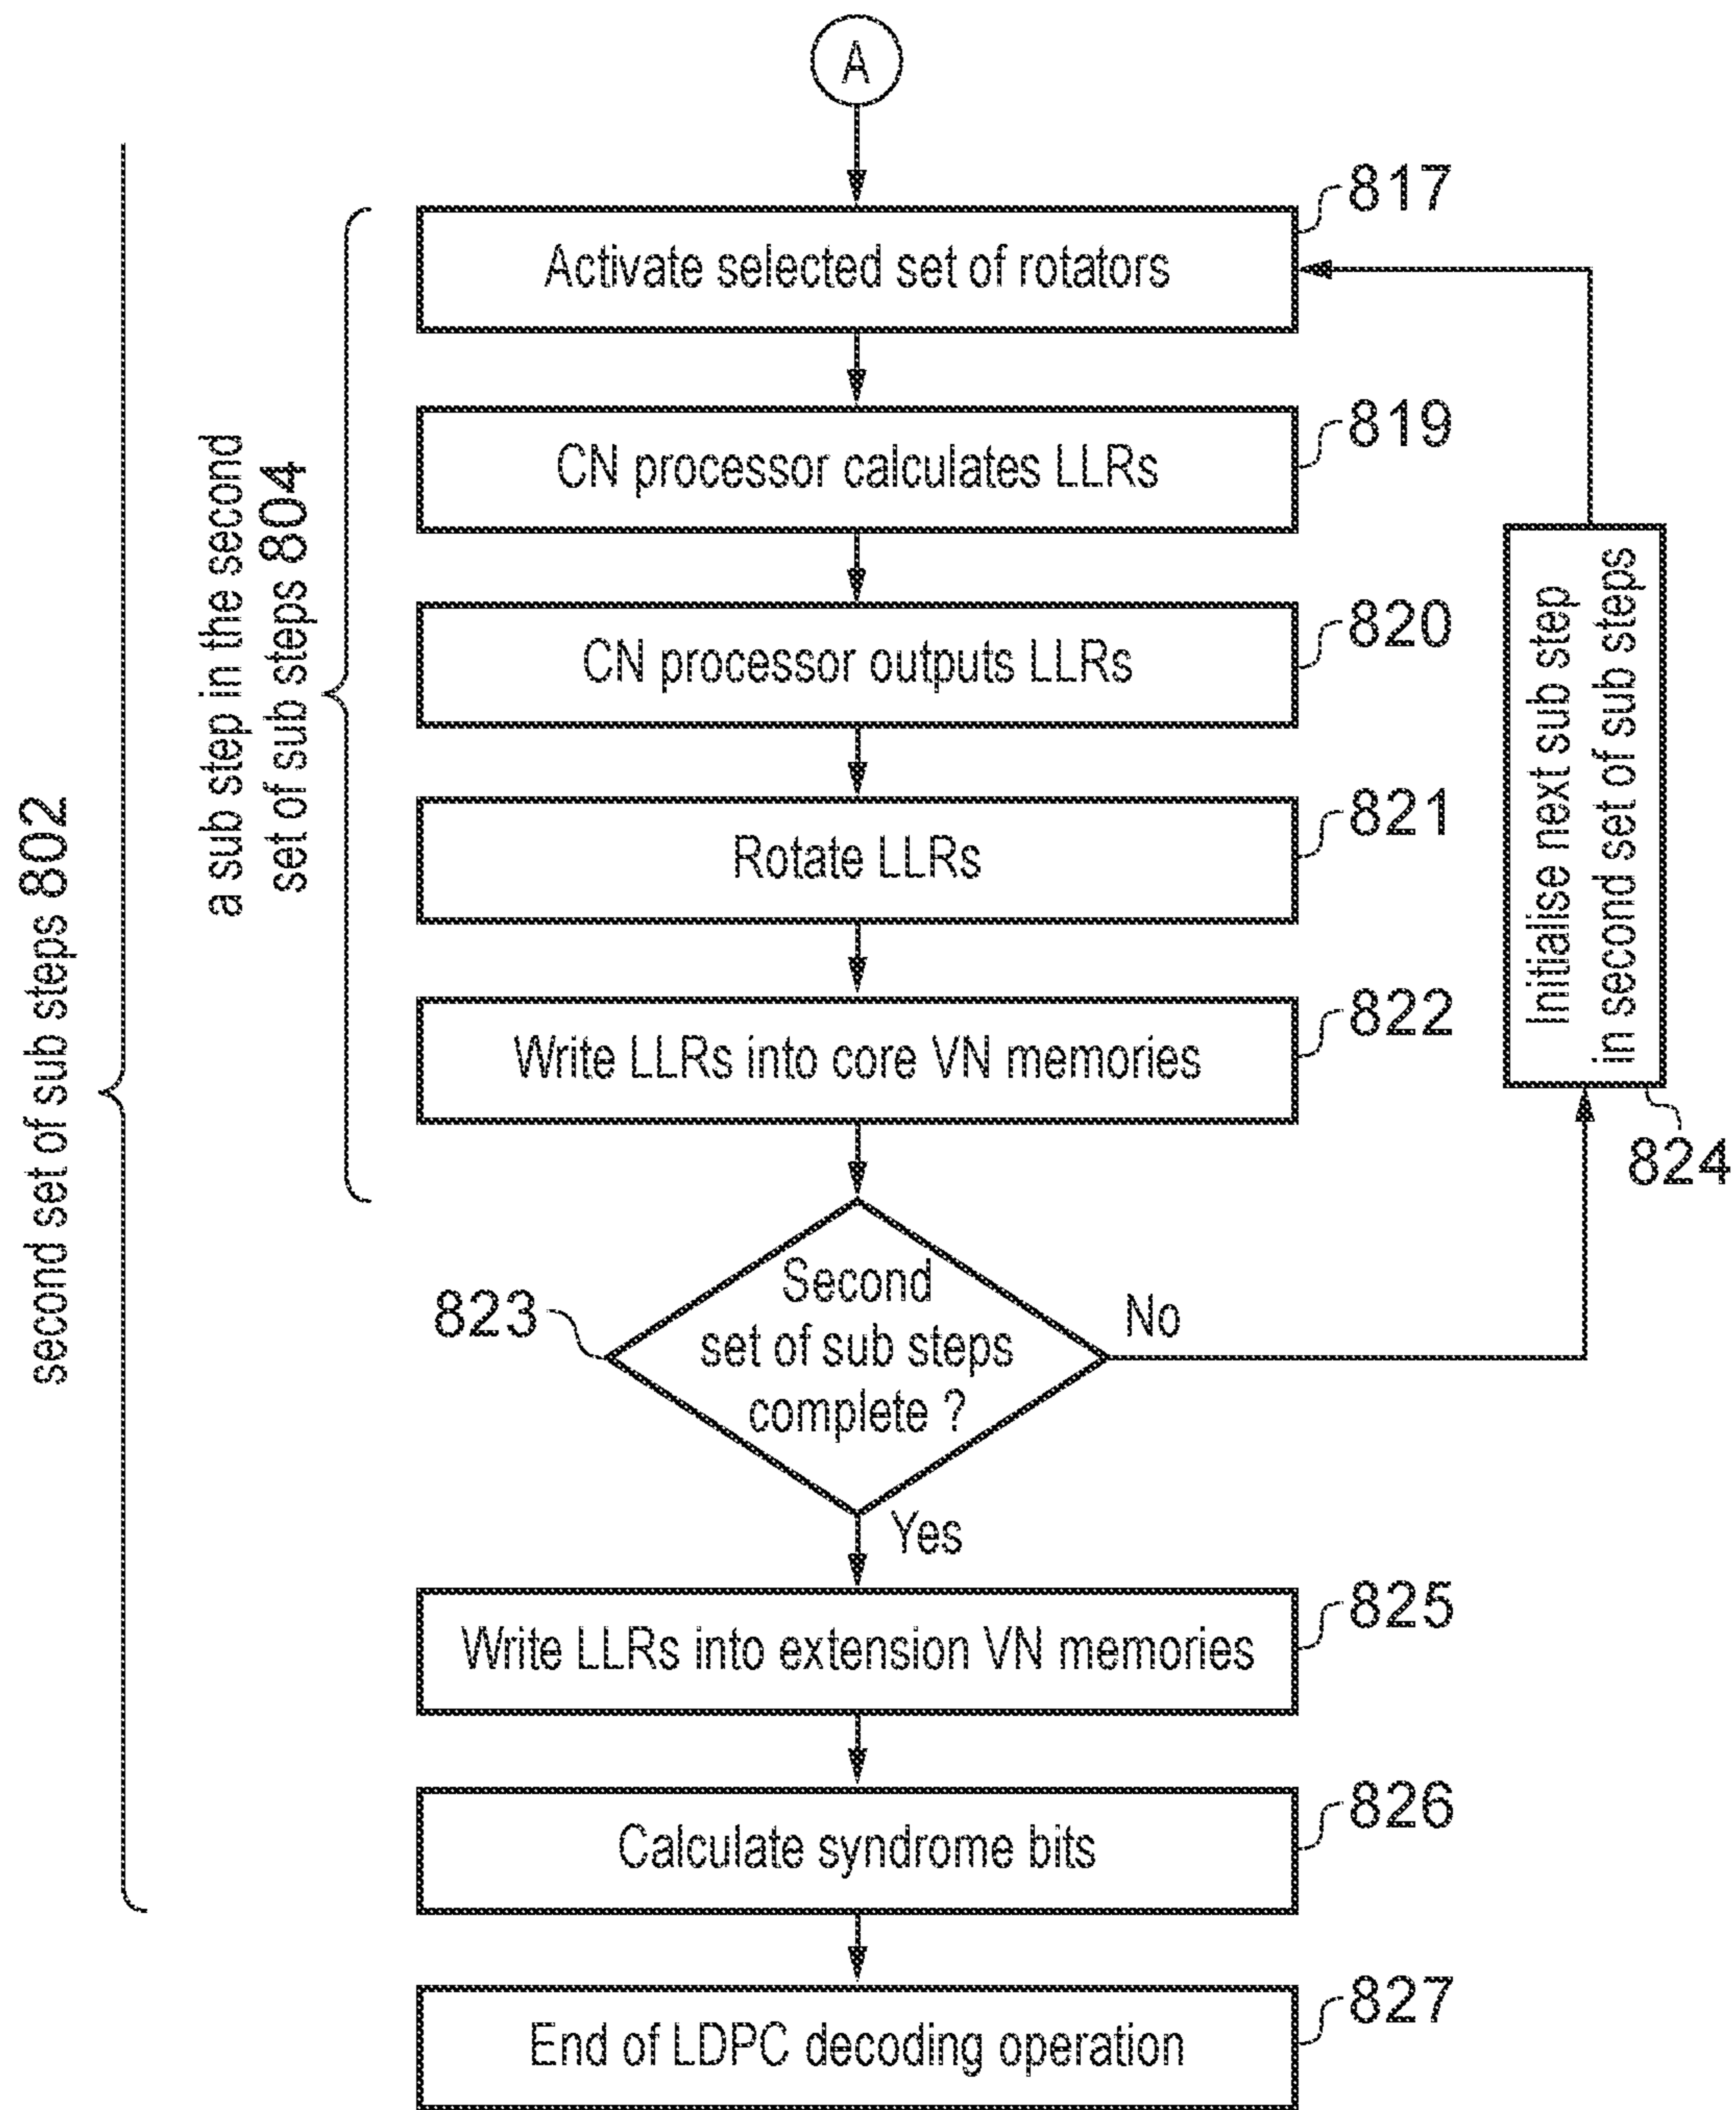 A
817
Activate selected set of rotators
819
CN processor calculates LLRs
820
CN processor outputs LLRs
821
Rotate LLRs
822
Write LLRs into core VN memories
823
Second
set of sub steps
complete ?
No
Yes
Initialise next sub step
in second set of sub steps
824
825
Write LLRs into extension VN memories
826
Calculate syndrome bits
827
End of LDPC decoding operation
a sub step in the second
set of sub steps 804
second set of sub steps 802